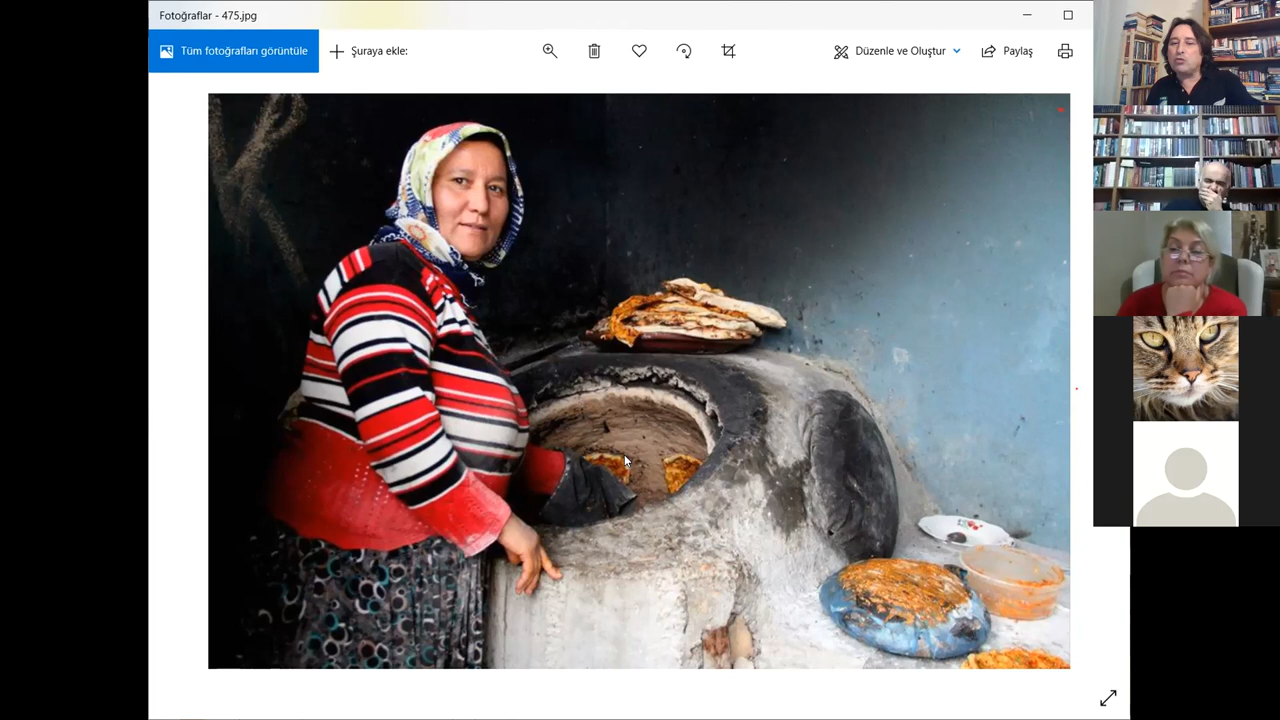 Fotoğraflar - 475.jpg
Tüm fotoğrafları görüntüle
Şuraya ekle:
Düzenle ve Oluştur
Paylaş